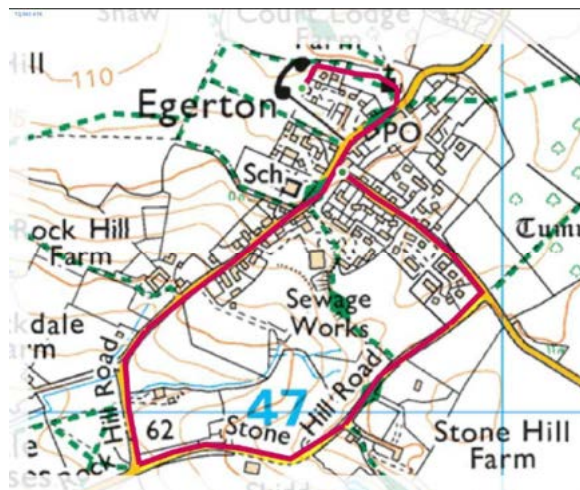 Shaw
Court Lodge
Farm
110
Egerton
PO
Sch
ock Hill
Farm
Sewage
Works
dale
rm
Hill Road
62
47
Stone
Hill Road
Stone Hill
Farm